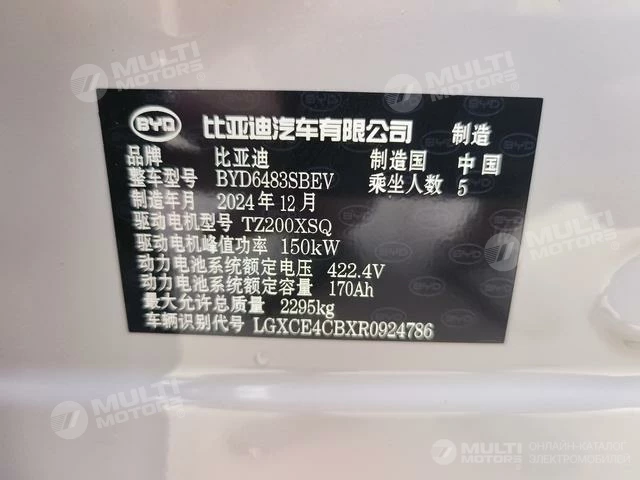 MULTI MOTORS
MULTI MOTORS
BYD 比亚迪汽车有限公司 制造
品牌 比亚迪 制造国 中国
整车型号 BYD6483SBEV 乘坐人数 5
制造年月 2024年12月
驱动电机型号 TZ200XSQ
驱动电机峰值功率 150kW
动力电池系统额定电压 422.4V
动力电池系统额定容量 170Ah
最大允许总质量 2295kg
车辆识别代号 LGXCE4CBXR0924786
MULTI MOTORS
MULTI MOTORS
MULTI MOTORS
ОНЛАЙН-КАТАЛОГ
ЭЛЕКТРОМОБИЛЕЙ